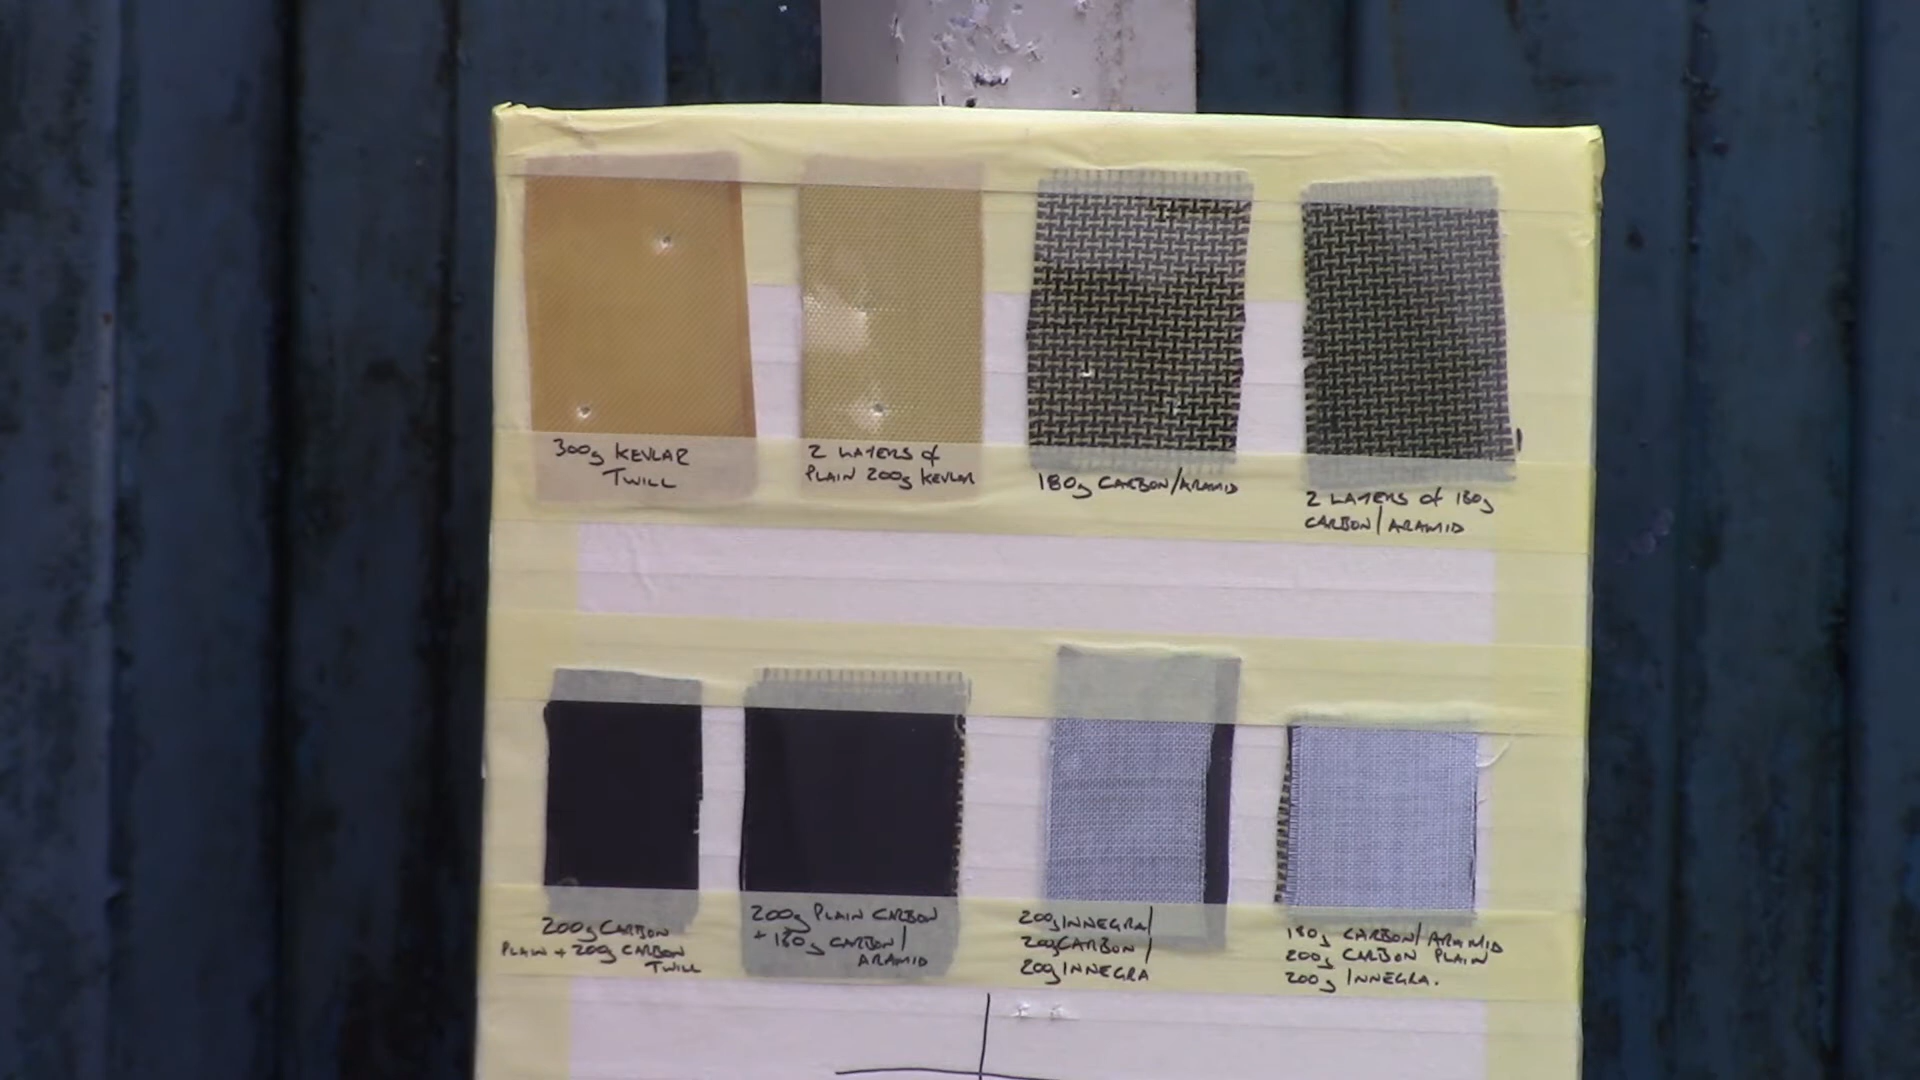 300g KEVLAR
TWILL
2 LAYERS of
PLAIN 200g KEVLAR
180g CARBON/ARAMID
2 LAYERS of 180g
CARBON/ARAMID
200g CARBON
PLAIN + 200g CARBON
TWILL
200g PLAIN CARBON
+ 180g CARBON/
ARAMID
200g INNEGRA/
200g CARBON/
200g INNEGRA
180g CARBON/ARAMID
200g CARBON PLAIN
200g INNEGRA.